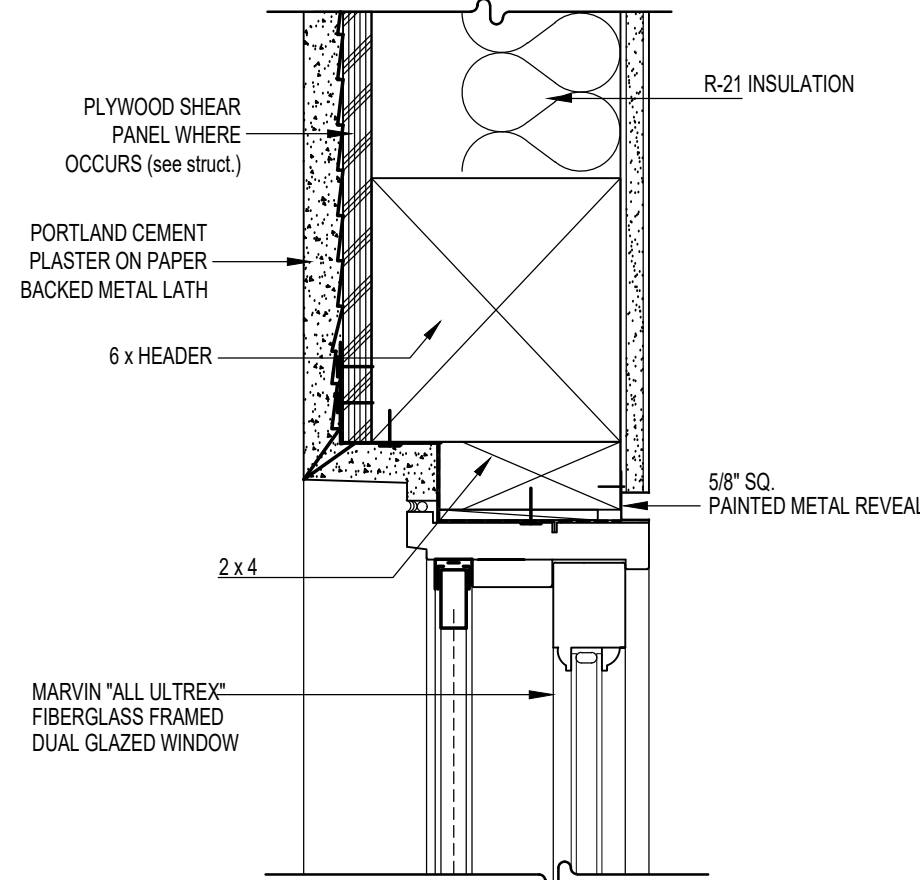 R-21 INSULATION
PLYWOOD SHEAR
PANEL WHERE
OCCURS (see struct.)
PORTLAND CEMENT
PLASTER ON PAPER
BACKED METAL LATH
6 x HEADER
5/8" SQ.
PAINTED METAL REVEAL
2 x 4
MARVIN "ALL ULTREX"
FIBERGLASS FRAMED
DUAL GLAZED WINDOW